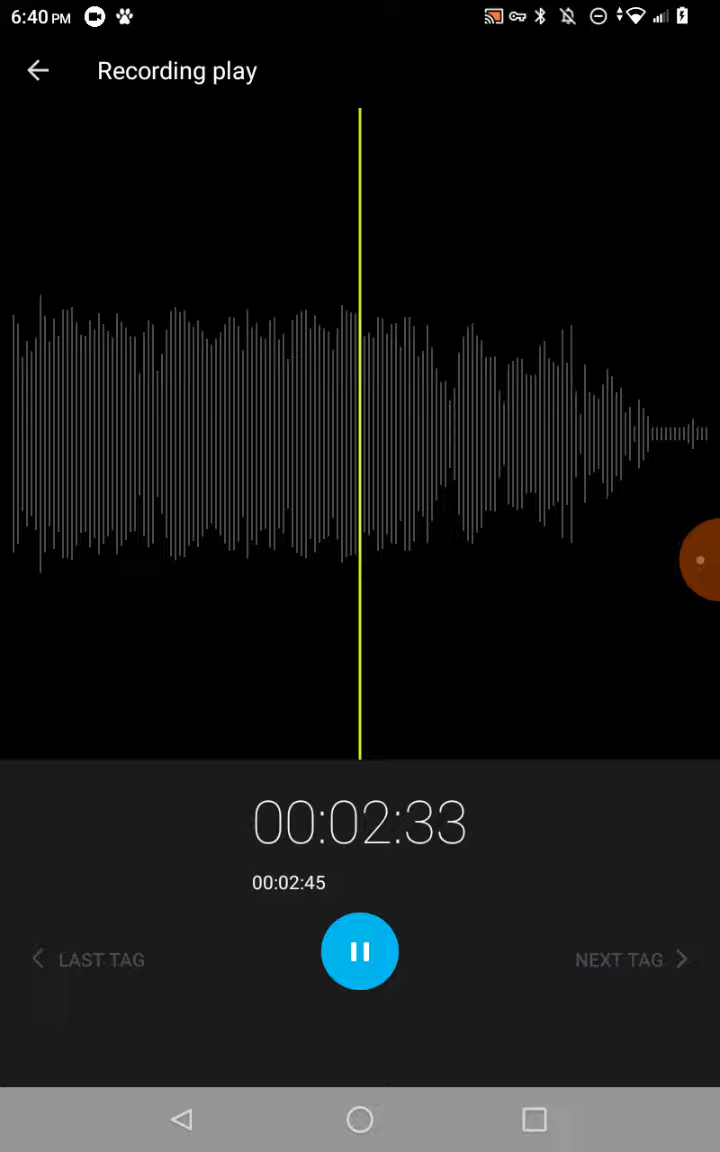 6:40 PM
Recording play
00:02:33
00:02:45
LAST TAG
NEXT TAG